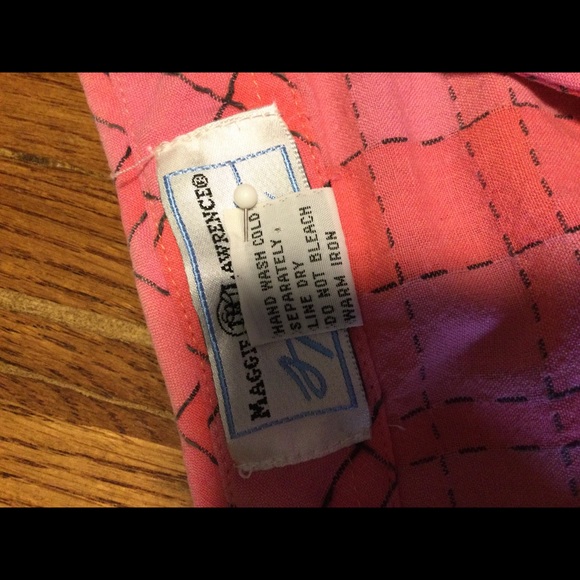 MAGGIE LAWRENCE®
HAND WASH COLD
SEPARATELY.
LINE DRY
DO NOT BLEACH
WARM IRON